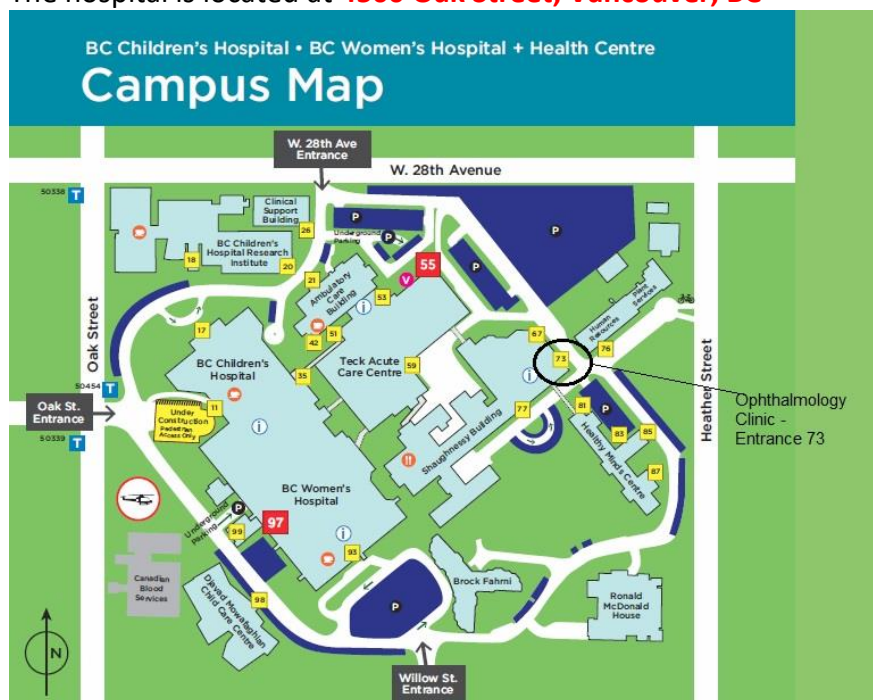 The hospital is located at 4500 Oak Street, Vancouver, BC
BC Children's Hospital • BC Women's Hospital + Health Centre
Campus Map
W. 28th Ave
Entrance
W. 28th Avenue
50338 T
Clinical
Support
Building
26
P
Underground
Parking
P
P
BC Children's
Hospital Research
Institute
18
20
21
55
V
P
Ambulatory
Care
Building
53
51
42
Oak Street
17
67
Human
Resources
Plant
Services
73
76
BC Children's
Hospital
35
Teck Acute
Care Centre
59
Heather Street
50454 T
Oak St.
Entrance
50339 T
11
Under
Construction
Pedestrian
Access Only
77
Shaughnessy Building
81
P
83
85
Healthy Minds Centre
87
Ophthalmology
Clinic -
Entrance 73
BC Women's
Hospital
Underground
Parking
P
97
99
93
Canadian
Blood
Services
98
Djavad Mowafaghian
Child Care Centre
P
Brock Fahrni
Ronald
McDonald
House
N
Willow St.
Entrance